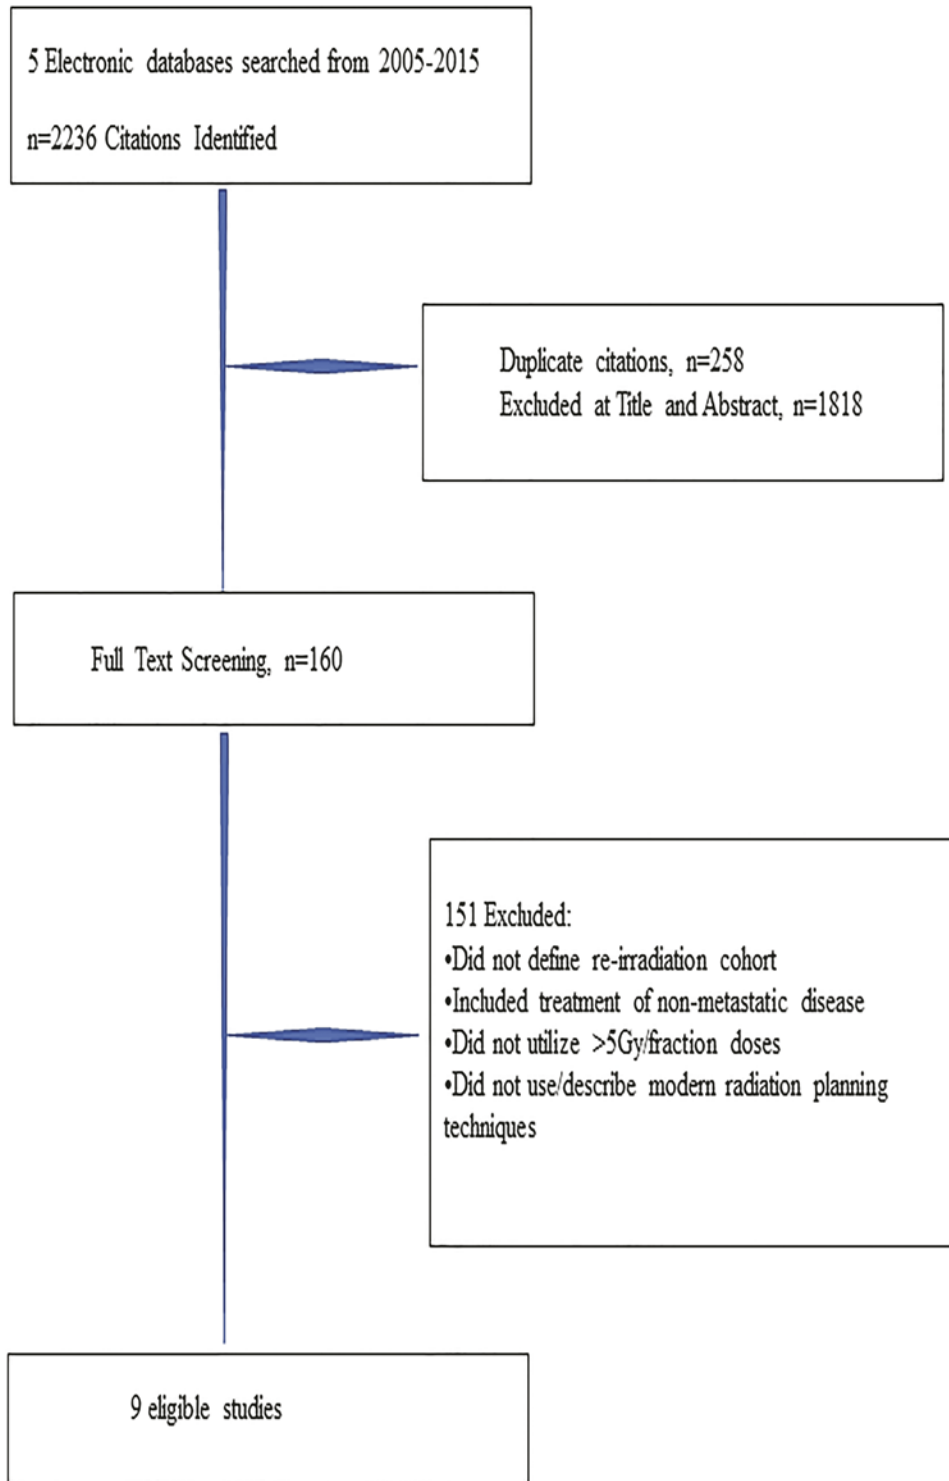 5 Electronic databases searched from 2005-2015
n=2236 Citations Identified
Duplicate citations, n=258
Excluded at Title and Abstract, n=1818
Full Text Screening, n=160
151 Excluded:
•Did not define re-irradiation cohort
•Included treatment of non-metastatic disease
•Did not utilize >5Gy/fraction doses
•Did not use/describe modern radiation planning
techniques
9 eligible studies